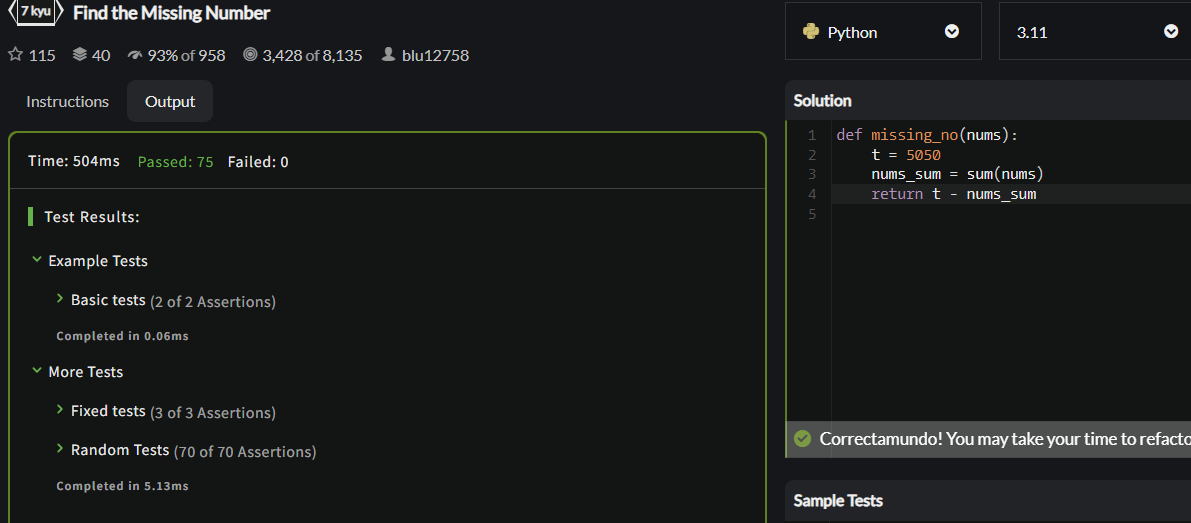 7 kyu Find the Missing Number
115 40 93% of 958 3,428 of 8,135 blu12758
Instructions Output
Time: 504ms Passed: 75 Failed: 0
Test Results:
Example Tests
Basic tests (2 of 2 Assertions)
Completed in 0.06ms
More Tests
Fixed tests (3 of 3 Assertions)
Random Tests (70 of 70 Assertions)
Completed in 5.13ms
Python 3.11
Solution
1 def missing_no(nums):
2 t = 5050
3 nums_sum = sum(nums)
4 return t - nums_sum
5
Correctamundo! You may take your time to refacto
Sample Tests